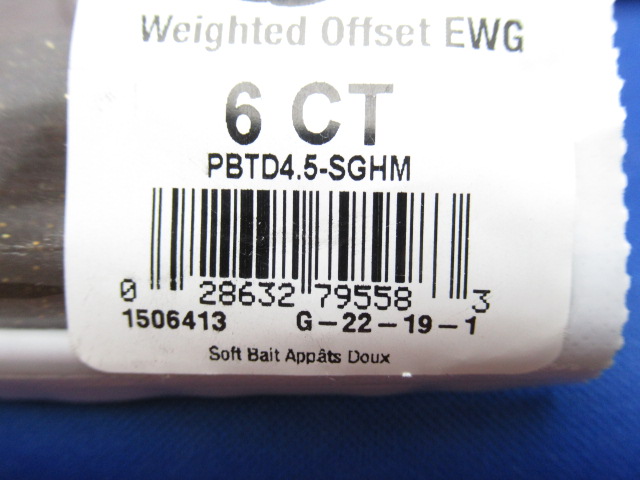 Weighted Offset EWG
6 CT
PBTD4.5-SGHM
0 28632 79558 3
1506413 G-22-19-1
Soft Bait Appâts Doux